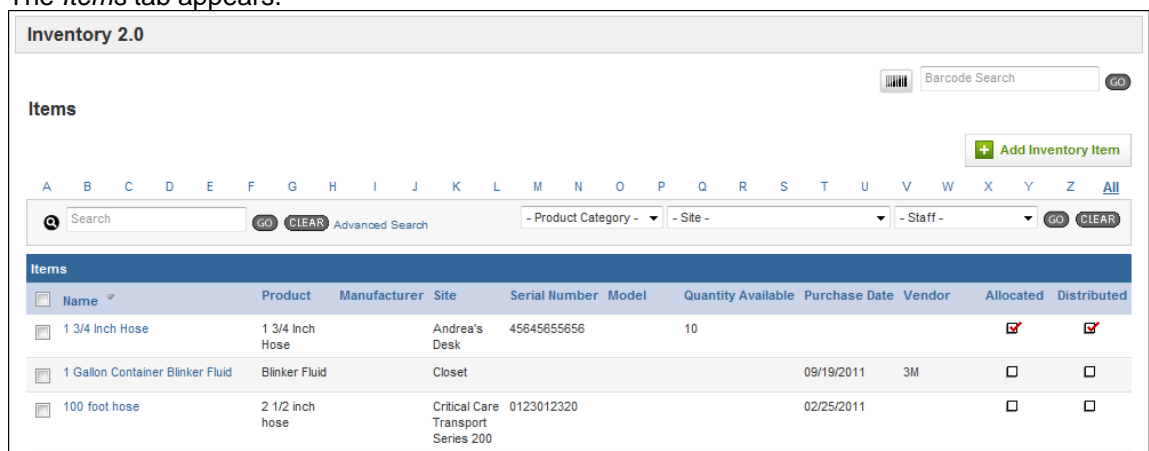 The Items tab appears.
Inventory 2.0
Barcode Search GO
Items
Add Inventory Item
A B C D E F G H I J K L M N O P Q R S T U V W X Y Z All
Search GO CLEAR Advanced Search - Product Category - - Site - - Staff - GO CLEAR
Items
Name Product Manufacturer Site Serial Number Model Quantity Available Purchase Date Vendor Allocated Distributed
1 3/4 Inch Hose 1 3/4 Inch Andrea's 45645655656 10
Hose Desk
1 Gallon Container Blinker Fluid Blinker Fluid Closet 09/19/2011 3M
100 foot hose 2 1/2 inch Critical Care 0123012320 02/25/2011
hose Transport
Series 200